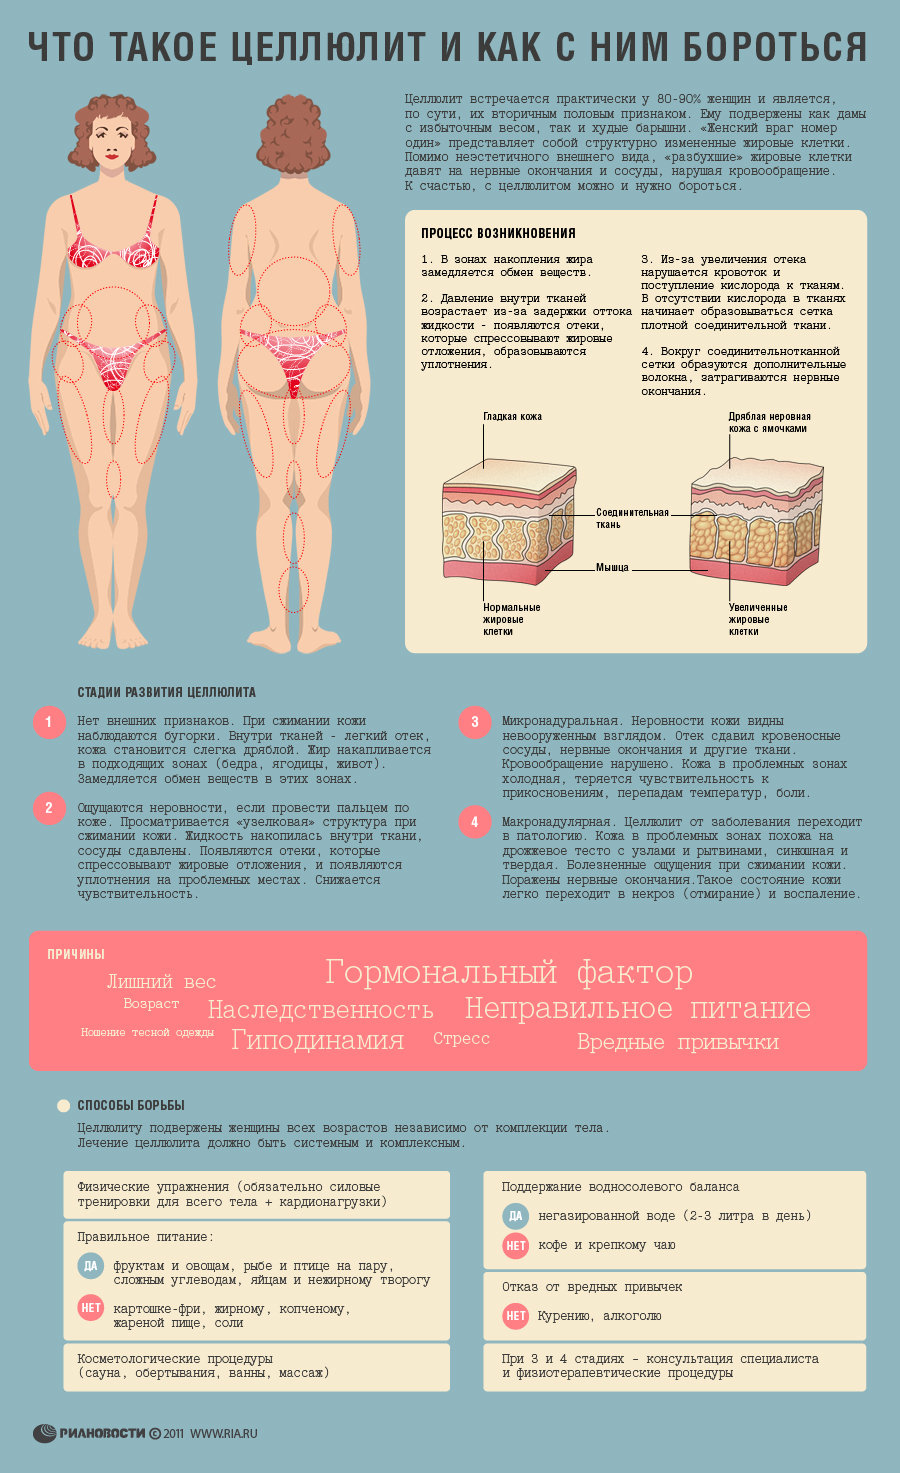 ЧТО ТАКОЕ ЦЕЛЛЮЛИТ И КАК С НИМ БОРОТЬСЯ
Целлюлит встречается практически у 80-90% женщин и является,
по сути, их вторичным половым признаком. Ему подвержены как дамы
с избыточным весом, так и худые барышни. «Женский враг номер
один» представляет собой структурно измененные жировые клетки.
Помимо неэстетичного внешнего вида, «разбухшие» жировые клетки
давят на нервные окончания и сосуды, нарушая кровообращение.
К счастью, с целлюлитом можно и нужно бороться.
ПРОЦЕСС ВОЗНИКНОВЕНИЯ
1. В зонах накопления жира
замедляется обмен веществ.
2. Давление внутри тканей
возрастает из-за задержки оттока
жидкости - появляются отеки,
которые спрессовывают жировые
отложения, образовываются
уплотнения.
3. Из-за увеличения отека
нарушается кровоток и
поступление кислорода к тканям.
В отсутствии кислорода в тканях
начинает образовываться сетка
плотной соединительной ткани.
4. Вокруг соединительнотканной
сетки образуются дополнительные
волокна, затрагиваются нервные
окончания.
Гладкая кожа
Дряблая неровная
кожа с ямочками
Соединительная
ткань
Мышца
Нормальные
жировые
клетки
Увеличенные
жировые
клетки
СТАДИИ РАЗВИТИЯ ЦЕЛЛЮЛИТА
1
Нет внешних признаков. При сжимании кожи
наблюдаются бугорки. Внутри тканей - легкий отек,
кожа становится слегка дряблой. Жир накапливается
в подходящих зонах (бедра, ягодицы, живот).
Замедляется обмен веществ в этих зонах.
2
Ощущаются неровности, если провести пальцем по
коже. Просматривается «узелковая» структура при
сжимании кожи. Жидкость накопилась внутри ткани,
сосуды сдавлены. Появляются отеки, которые
спрессовывают жировые отложения, и появляются
уплотнения на проблемных местах. Снижается
чувствительность.
3
Микронадуральная. Неровности кожи видны
невооруженным взглядом. Отек сдавил кровеносные
сосуды, нервные окончания и другие ткани.
Кровообращение нарушено. Кожа в проблемных зонах
холодная, теряется чувствительность к
прикосновениям, перепадам температур, боли.
4
Макронадулярная. Целлюлит от заболевания переходит
в патологию. Кожа в проблемных зонах похожа на
дрожжевое тесто с узлами и рытвинами, синюшная и
твердая. Болезненные ощущения при сжимании кожи.
Поражены нервные окончания.Такое состояние кожи
легко переходит в некроз (отмирание) и воспаление.
ПРИЧИНЫ
Лишний вес
Гормональный фактор
Возраст
Наследственность
Неправильное питание
Ношение тесной одежды
Гиподинамия
Стресс
Вредные привычки
СПОСОБЫ БОРЬБЫ
Целлюлиту подвержены женщины всех возрастов независимо от комплекции тела.
Лечение целлюлита должно быть системным и комплексным.
Физические упражнения (обязательно силовые
тренировки для всего тела + кардионагрузки)
Правильное питание:
ДА
фруктам и овощам, рыбе и птице на пару,
сложным углеводам, яйцам и нежирному творогу
НЕТ
картошке-фри, жирному, копченому,
жареной пище, соли
Косметологические процедуры
(сауна, обертывания, ванны, массаж)
Поддержание водносолевого баланса
ДА
негазированной воде (2-3 литра в день)
НЕТ
кофе и крепкому чаю
Отказ от вредных привычек
НЕТ
Курению, алкоголю
При 3 и 4 стадиях – консультация специалиста
и физиотерапевтические процедуры
РИАНОВОСТИ © 2011 WWW.RIA.RU